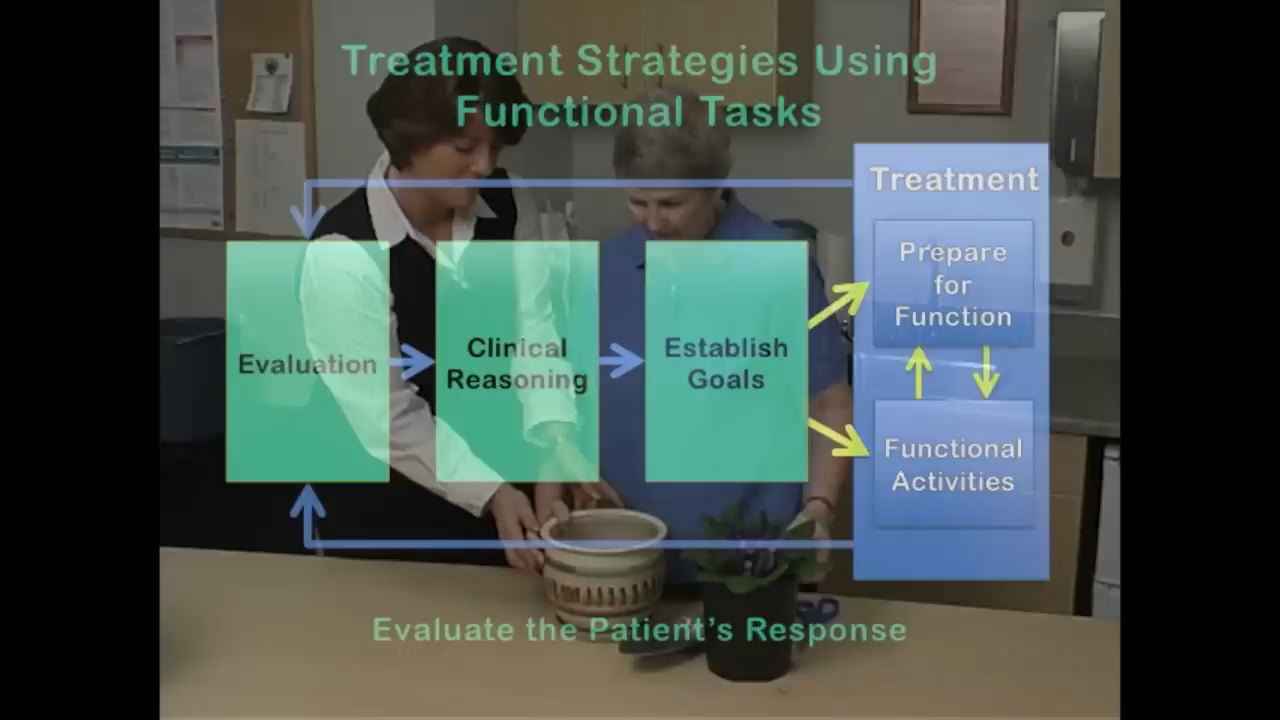 Treatment Strategies Using
Functional Tasks
Treatment
Prepare
for
Function
Evaluation
Clinical
Reasoning
Establish
Goals
Functional
Activities
Evaluate the Patient's Response